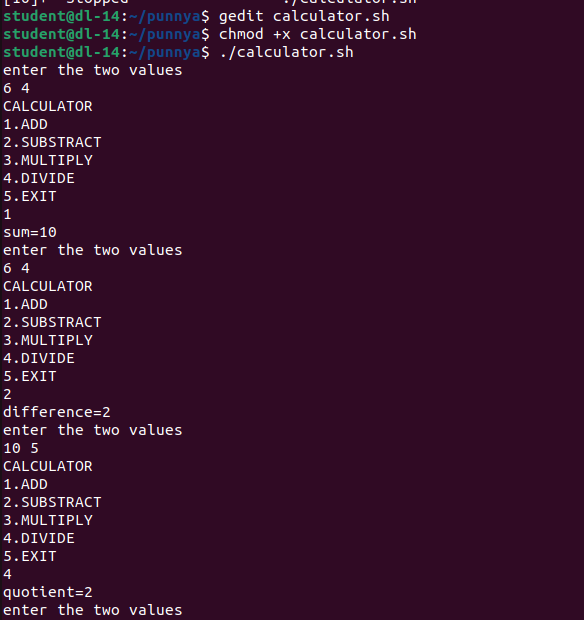 student@dl-14:~/punnya$ gedit calculator.sh
student@dl-14:~/punnya$ chmod +x calculator.sh
student@dl-14:~/punnya$ ./calculator.sh
enter the two values
6 4
CALCULATOR
1.ADD
2.SUBSTRACT
3.MULTIPLY
4.DIVIDE
5.EXIT
1
sum=10
enter the two values
6 4
CALCULATOR
1.ADD
2.SUBSTRACT
3.MULTIPLY
4.DIVIDE
5.EXIT
2
difference=2
enter the two values
10 5
CALCULATOR
1.ADD
2.SUBSTRACT
3.MULTIPLY
4.DIVIDE
5.EXIT
4
quotient=2
enter the two values